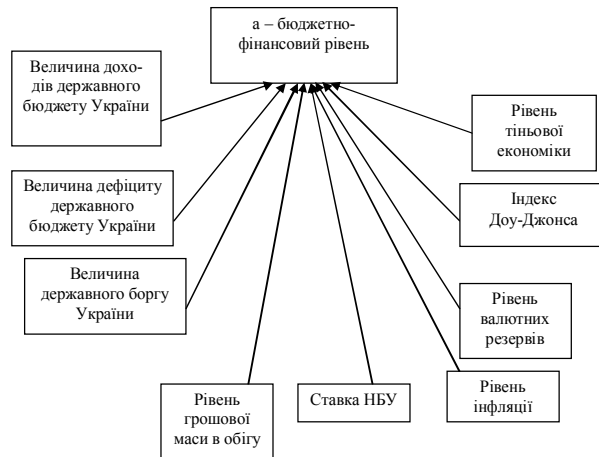 а – бюджетно-
фінансовий рівень
Величина дохо-
дів державного
бюджету України
Рівень
тіньової
економіки
Величина дефіциту
державного
бюджету України
Індекс
Доу-Джонса
Величина
державного боргу
України
Рівень
валютних
резервів
Рівень
грошової
маси в обігу
Ставка НБУ
Рівень
інфляції